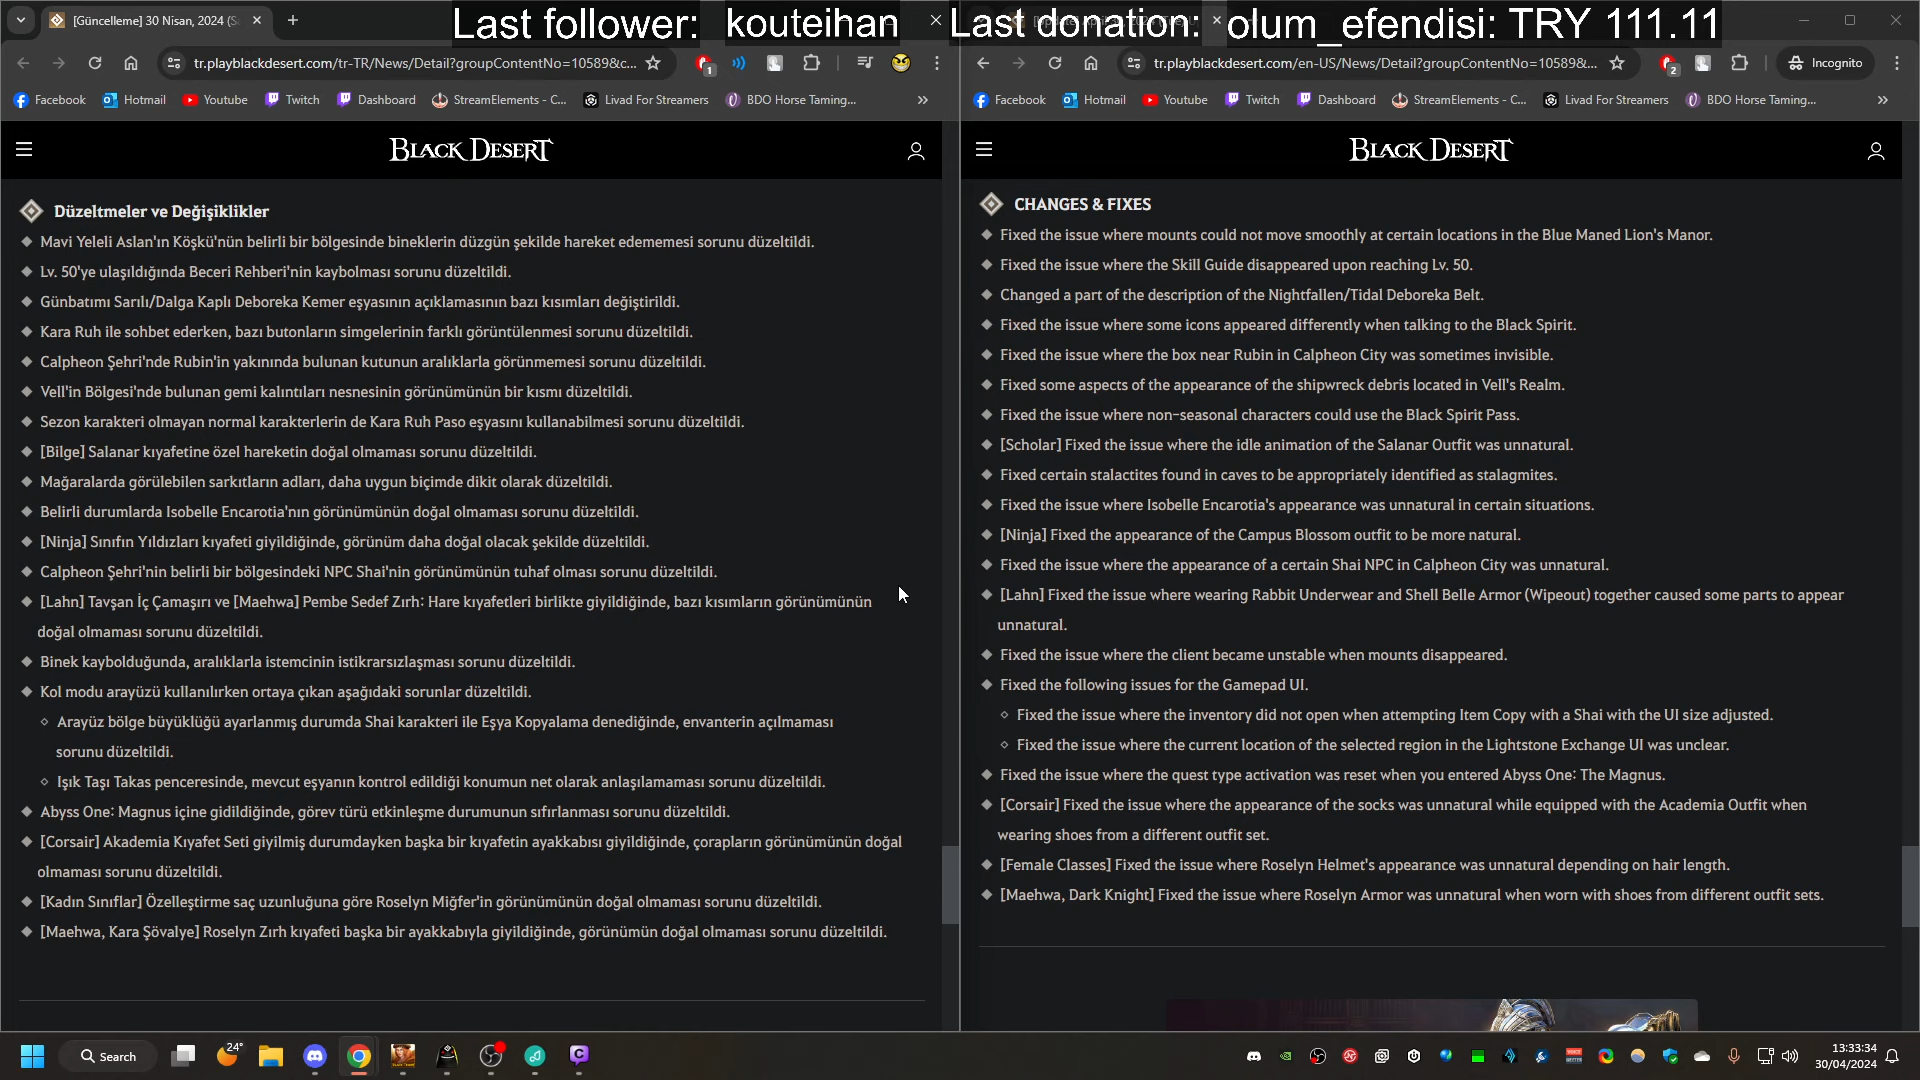 [Güncelleme] 30 Nisan, 2024 (S
Last follower: kouteihan
Last donation: olum_efendisi: TRY 111.11
tr.playblackdesert.com/tr-TR/News/Detail?groupContentNo=10589&c...
1
tr.playblackdesert.com/en-US/News/Detail?groupContentNo=10589&...
2
Incognito
Facebook Hotmail Youtube Twitch Dashboard StreamElements - C... Livad For Streamers BDO Horse Taming... »
Facebook Hotmail Youtube Twitch Dashboard StreamElements - C... Livad For Streamers BDO Horse Taming... »
BLACK DESERT
BLACK DESERT
Düzeltmeler ve Değişiklikler
Mavi Yeleli Aslan'ın Köşkü'nün belirli bir bölgesinde bineklerin düzgün şekilde hareket edememesi sorunu düzeltildi.
Lv. 50'ye ulaşıldığında Beceri Rehberi'nin kaybolması sorunu düzeltildi.
Günbatımı Sarılı/Dalga Kaplı Deboreka Kemer eşyasının açıklamasının bazı kısımları değiştirildi.
Kara Ruh ile sohbet ederken, bazı butonların simgelerinin farklı görüntülenmesi sorunu düzeltildi.
Calpheon Şehri'nde Rubin'in yakınında bulunan kutunun aralıklarla görünmemesi sorunu düzeltildi.
Vell'in Bölgesi'nde bulunan gemi kalıntıları nesnesinin görünümünün bir kısmı düzeltildi.
Sezon karakteri olmayan normal karakterlerin de Kara Ruh Paso eşyasını kullanabilmesi sorunu düzeltildi.
[Bilge] Salanar kıyafetine özel hareketin doğal olmaması sorunu düzeltildi.
Mağaralarda görülebilen sarkıtların adları, daha uygun biçimde dikit olarak düzeltildi.
Belirli durumlarda Isobelle Encarotia'nın görünümünün doğal olmaması sorunu düzeltildi.
[Ninja] Sınıfın Yıldızları kıyafeti giyildiğinde, görünüm daha doğal olacak şekilde düzeltildi.
Calpheon Şehri'nin belirli bir bölgesindeki NPC Shai'nin görünümünün tuhaf olması sorunu düzeltildi.
[Lahn] Tavşan İç Çamaşırı ve [Maehwa] Pembe Sedef Zırh: Hare kıyafetleri birlikte giyildiğinde, bazı kısımların görünümünün
doğal olmaması sorunu düzeltildi.
Binek kaybolduğunda, aralıklarla istemcinin istikrarsızlaşması sorunu düzeltildi.
Kol modu arayüzü kullanılırken ortaya çıkan aşağıdaki sorunlar düzeltildi.
Arayüz bölge büyüklüğü ayarlanmış durumda Shai karakteri ile Eşya Kopyalama denediğinde, envanterin açılmaması
sorunu düzeltildi.
Işık Taşı Takas penceresinde, mevcut eşyanın kontrol edildiği konumun net olarak anlaşılamaması sorunu düzeltildi.
Abyss One: Magnus içine gidildiğinde, görev türü etkinleşme durumunun sıfırlanması sorunu düzeltildi.
[Corsair] Akademia Kıyafet Seti giyilmiş durumdayken başka bir kıyafetin ayakkabısı giyildiğinde, çorapların görünümünün doğal
olmaması sorunu düzeltildi.
[Kadın Sınıflar] Özelleştirme saç uzunluğuna göre Roselyn Miğfer'in görünümünün doğal olmaması sorunu düzeltildi.
[Maehwa, Kara Şövalye] Roselyn Zırh kıyafeti başka bir ayakkabıyla giyildiğinde, görünümün doğal olmaması sorunu düzeltildi.
CHANGES & FIXES
Fixed the issue where mounts could not move smoothly at certain locations in the Blue Maned Lion's Manor.
Fixed the issue where the Skill Guide disappeared upon reaching Lv. 50.
Changed a part of the description of the Nightfallen/Tidal Deboreka Belt.
Fixed the issue where some icons appeared differently when talking to the Black Spirit.
Fixed the issue where the box near Rubin in Calpheon City was sometimes invisible.
Fixed some aspects of the appearance of the shipwreck debris located in Vell's Realm.
Fixed the issue where non-seasonal characters could use the Black Spirit Pass.
[Scholar] Fixed the issue where the idle animation of the Salanar Outfit was unnatural.
Fixed certain stalactites found in caves to be appropriately identified as stalagmites.
Fixed the issue where Isobelle Encarotia's appearance was unnatural in certain situations.
[Ninja] Fixed the appearance of the Campus Blossom outfit to be more natural.
Fixed the issue where the appearance of a certain Shai NPC in Calpheon City was unnatural.
[Lahn] Fixed the issue where wearing Rabbit Underwear and Shell Belle Armor (Wipeout) together caused some parts to appear
unnatural.
Fixed the issue where the client became unstable when mounts disappeared.
Fixed the following issues for the Gamepad UI.
Fixed the issue where the inventory did not open when attempting Item Copy with a Shai with the UI size adjusted.
Fixed the issue where the current location of the selected region in the Lightstone Exchange UI was unclear.
Fixed the issue where the quest type activation was reset when you entered Abyss One: The Magnus.
[Corsair] Fixed the issue where the appearance of the socks was unnatural while equipped with the Academia Outfit when
wearing shoes from a different outfit set.
[Female Classes] Fixed the issue where Roselyn Helmet's appearance was unnatural depending on hair length.
[Maehwa, Dark Knight] Fixed the issue where Roselyn Armor was unnatural when worn with shoes from different outfit sets.
Search
24°
13:33:34
30/04/2024